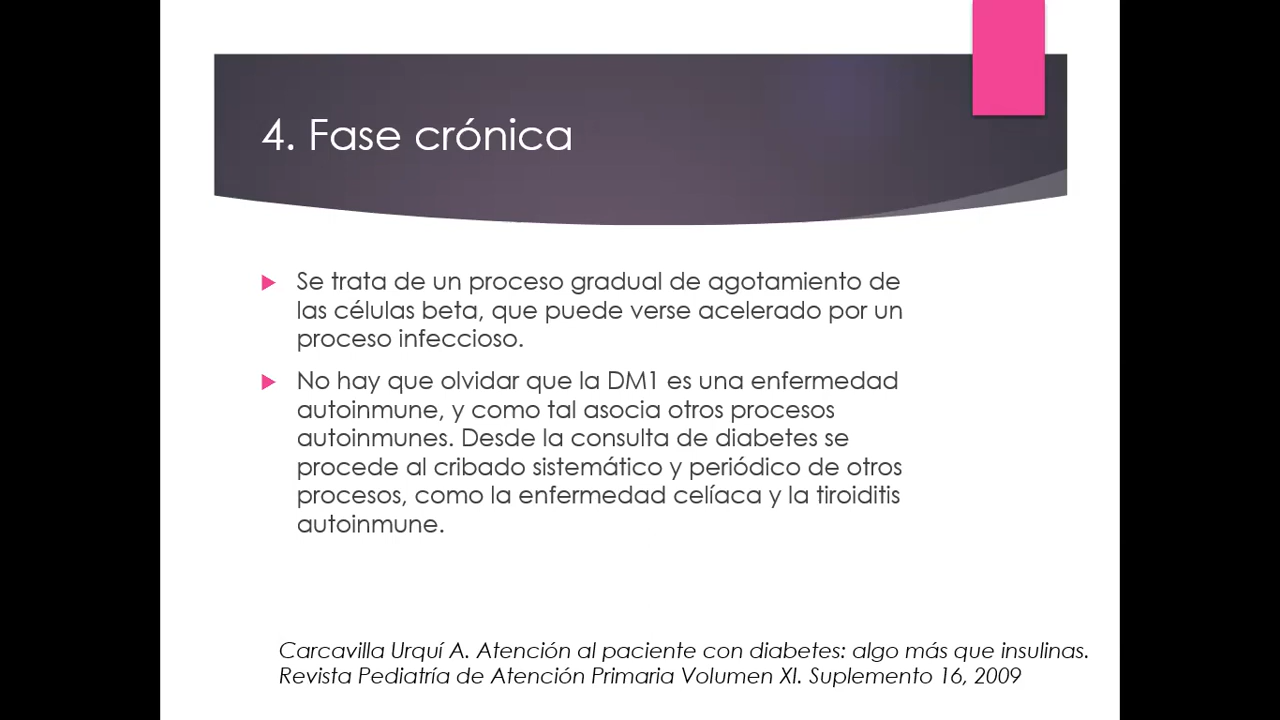 4. Fase crónica
Se trata de un proceso gradual de agotamiento de
las células beta, que puede verse acelerado por un
proceso infeccioso.
No hay que olvidar que la DM1 es una enfermedad
autoinmune, y como tal asocia otros procesos
autoinmunes. Desde la consulta de diabetes se
procede al cribado sistemático y periódico de otros
procesos, como la enfermedad celíaca y la tiroiditis
autoinmune.
Carcavilla Urquí A. Atención al paciente con diabetes: algo más que insulinas.
Revista Pediatría de Atención Primaria Volumen XI. Suplemento 16, 2009